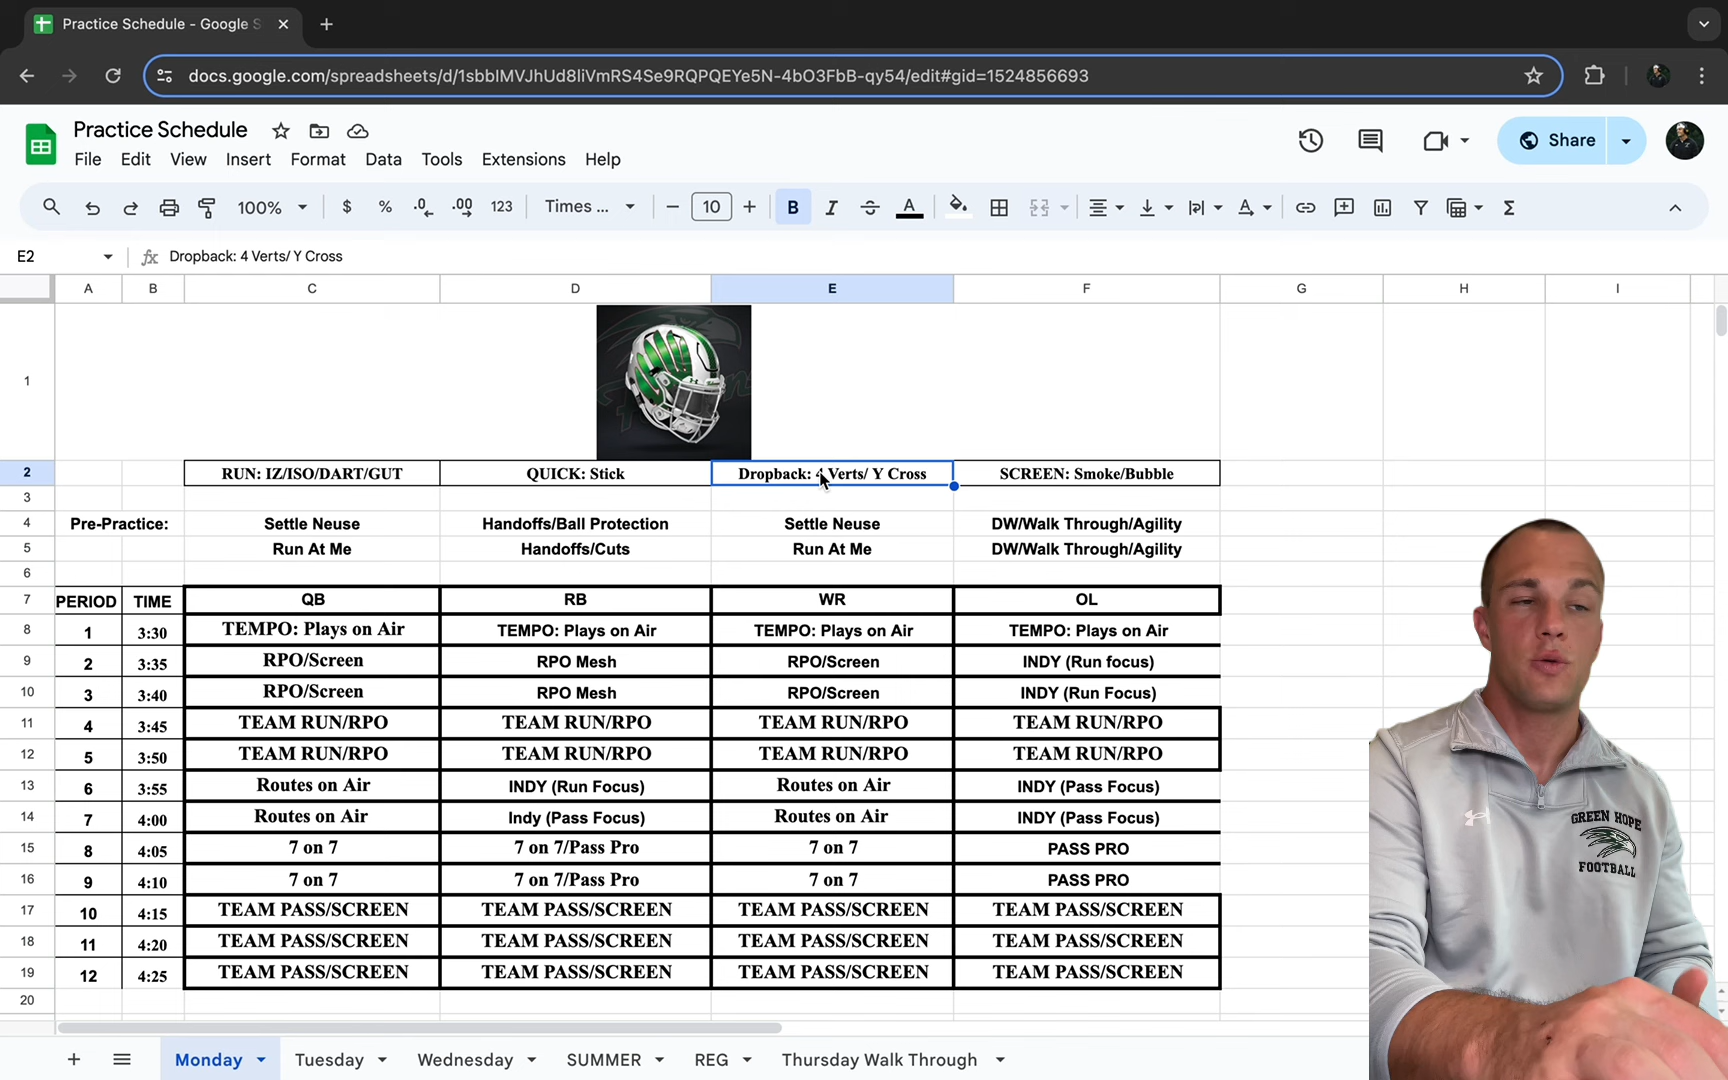 Practice Schedule - Google S
docs.google.com/spreadsheets/d/1sbbIMVJhUd8liVmRS4Se9RQPQEYe5N-4bO3FbB-qy54/edit#gid=1524856693
Practice Schedule
File Edit View Insert Format Data Tools Extensions Help
Share
100% $ % .0 .00 123 Times ... 10 B I A
E2 fx Dropback: 4 Verts/ Y Cross
A B C D E F G H I
1
2 RUN: IZ/ISO/DART/GUT QUICK: Stick Dropback: 4 Verts/ Y Cross SCREEN: Smoke/Bubble
3
4 Pre-Practice: Settle Neuse Handoffs/Ball Protection Settle Neuse DW/Walk Through/Agility
5 Run At Me Handoffs/Cuts Run At Me DW/Walk Through/Agility
6
7 PERIOD TIME QB RB WR OL
8 1 3:30 TEMPO: Plays on Air TEMPO: Plays on Air TEMPO: Plays on Air TEMPO: Plays on Air
9 2 3:35 RPO/Screen RPO Mesh RPO/Screen INDY (Run focus)
10 3 3:40 RPO/Screen RPO Mesh RPO/Screen INDY (Run Focus)
11 4 3:45 TEAM RUN/RPO TEAM RUN/RPO TEAM RUN/RPO TEAM RUN/RPO
12 5 3:50 TEAM RUN/RPO TEAM RUN/RPO TEAM RUN/RPO TEAM RUN/RPO
13 6 3:55 Routes on Air INDY (Run Focus) Routes on Air INDY (Pass Focus)
14 7 4:00 Routes on Air Indy (Pass Focus) Routes on Air INDY (Pass Focus)
15 8 4:05 7 on 7 7 on 7/Pass Pro 7 on 7 PASS PRO
16 9 4:10 7 on 7 7 on 7/Pass Pro 7 on 7 PASS PRO
17 10 4:15 TEAM PASS/SCREEN TEAM PASS/SCREEN TEAM PASS/SCREEN TEAM PASS/SCREEN
18 11 4:20 TEAM PASS/SCREEN TEAM PASS/SCREEN TEAM PASS/SCREEN TEAM PASS/SCREEN
19 12 4:25 TEAM PASS/SCREEN TEAM PASS/SCREEN TEAM PASS/SCREEN TEAM PASS/SCREEN
20
Monday Tuesday Wednesday SUMMER REG Thursday Walk Through
GREEN HOPE
FOOTBALL